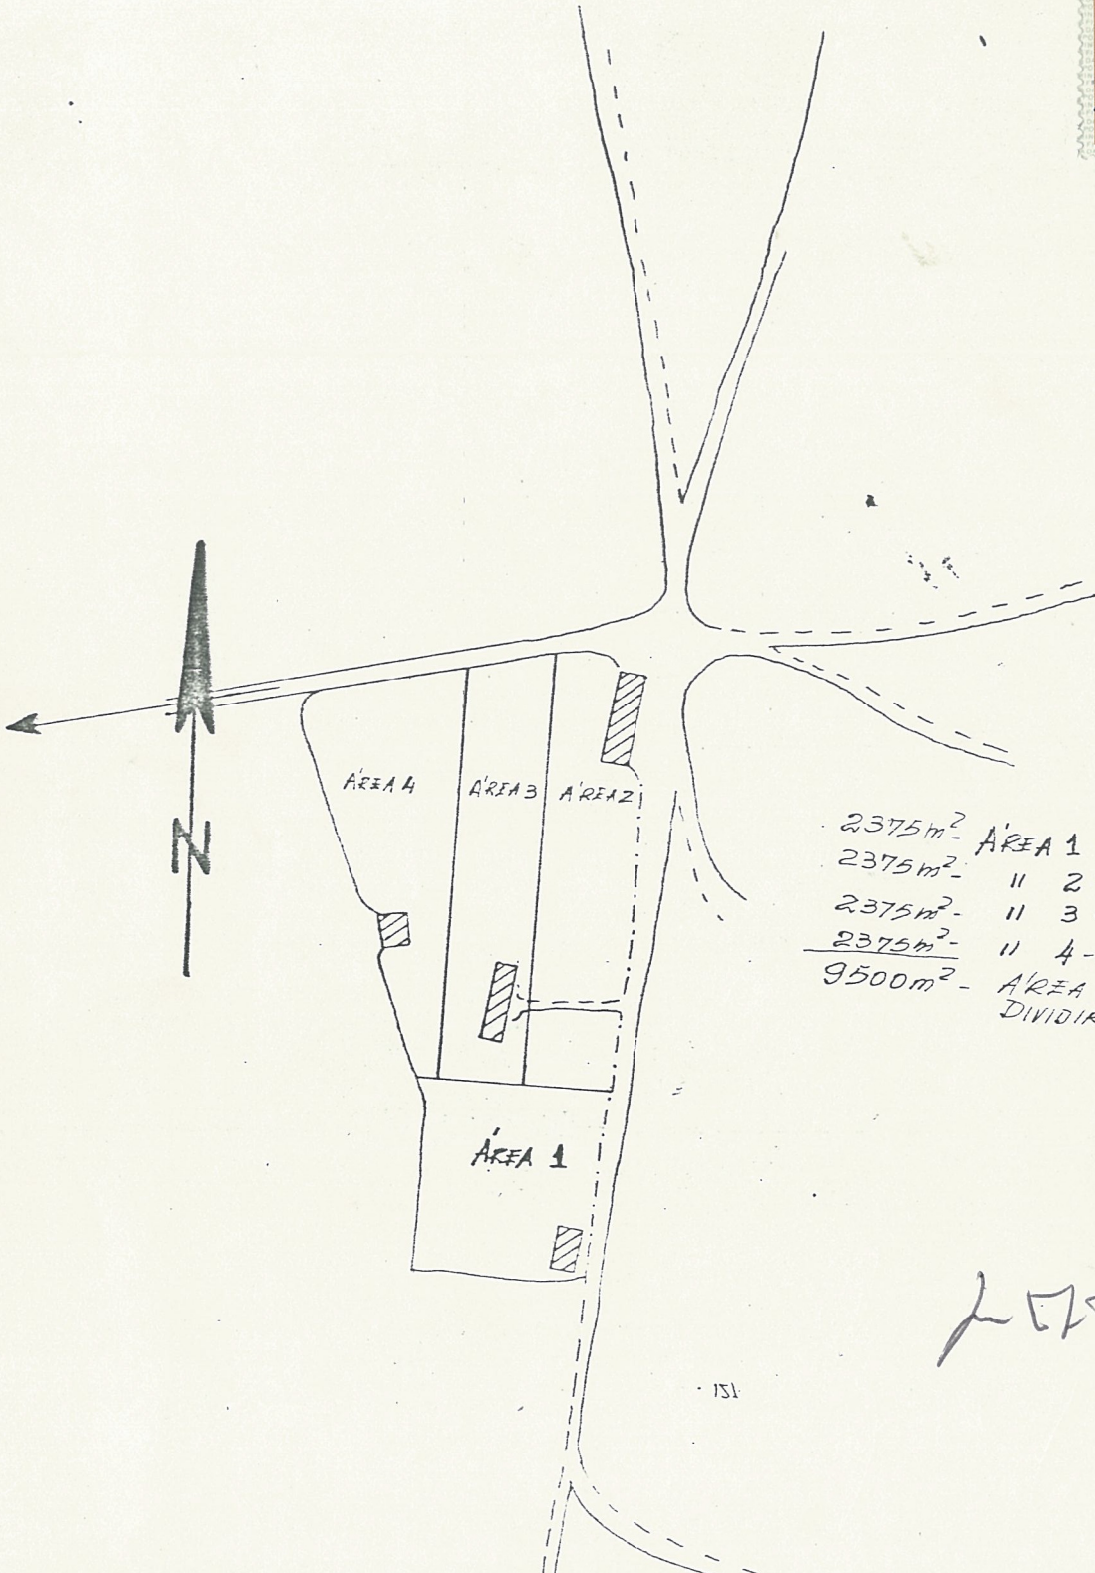 N
ÁREA 4
ÁREA 3
ÁREA 2
ÁREA 1
2375m²- ÁREA 1
2375m²- " 2
2375m²- " 3
2375m²- " 4-
9500m²- ÁREA